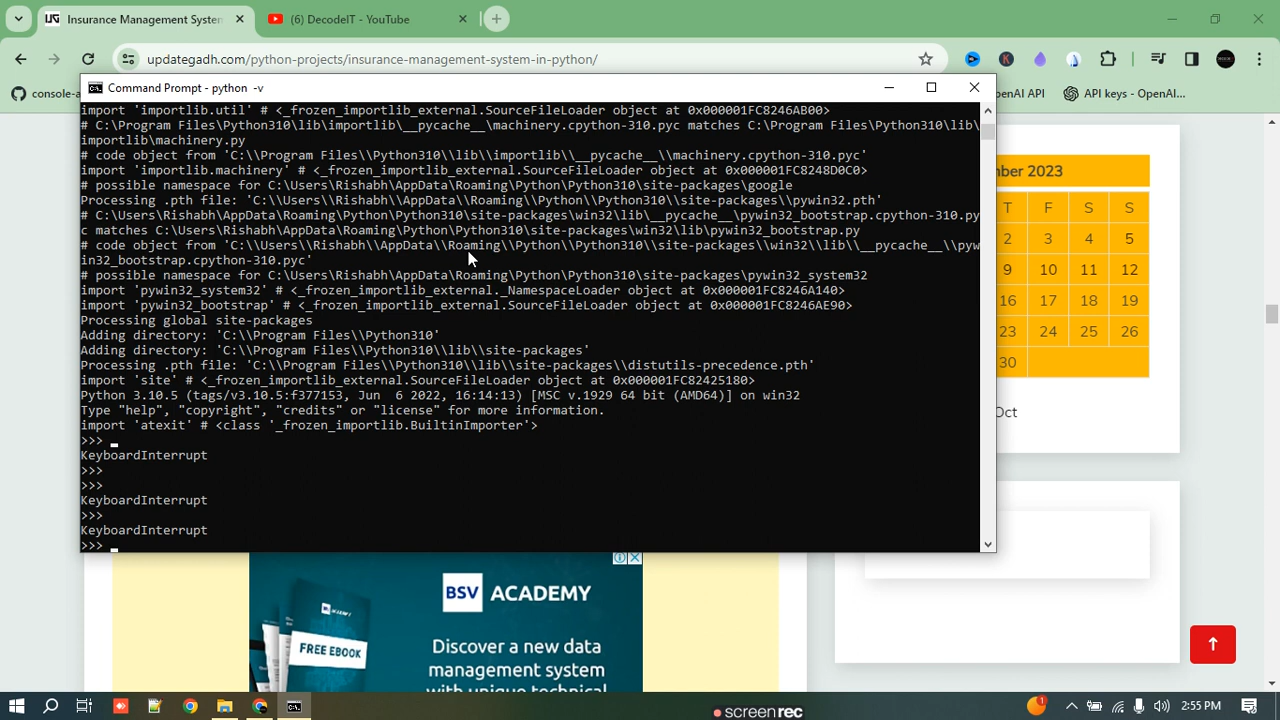 Insurance Management System
(6) DecodeIT - YouTube
updategadh.com/python-projects/insurance-management-system-in-python/
console-a
enAI API
API keys - OpenAI...
Command Prompt - python -v
import 'importlib.util' # <_frozen_importlib_external.SourceFileLoader object at 0x000001FC8246AB00>
# C:\Program Files\Python310\lib\importlib\__pycache__\machinery.cpython-310.pyc matches C:\Program Files\Python310\lib\
importlib\machinery.py
# code object from 'C:\\Program Files\\Python310\\lib\\importlib\\__pycache__\\machinery.cpython-310.pyc'
import 'importlib.machinery' # <_frozen_importlib_external.SourceFileLoader object at 0x000001FC8248D0C0>
# possible namespace for C:\Users\Rishabh\AppData\Roaming\Python\Python310\site-packages\google
Processing .pth file: 'C:\\Users\\Rishabh\\AppData\\Roaming\\Python\\Python310\\site-packages\\pywin32.pth'
# C:\Users\Rishabh\AppData\Roaming\Python\Python310\site-packages\win32\lib\__pycache__\pywin32_bootstrap.cpython-310.py
c matches C:\Users\Rishabh\AppData\Roaming\Python\Python310\site-packages\win32\lib\pywin32_bootstrap.py
# code object from 'C:\\Users\\Rishabh\\AppData\\Roaming\\Python\\Python310\\site-packages\\win32\\lib\\__pycache__\\pyw
in32_bootstrap.cpython-310.pyc'
# possible namespace for C:\Users\Rishabh\AppData\Roaming\Python\Python310\site-packages\pywin32_system32
import 'pywin32_system32' # <_frozen_importlib_external._NamespaceLoader object at 0x000001FC8246A140>
import 'pywin32_bootstrap' # <_frozen_importlib_external.SourceFileLoader object at 0x000001FC8246AE90>
Processing global site-packages
Adding directory: 'C:\\Program Files\\Python310'
Adding directory: 'C:\\Program Files\\Python310\\lib\\site-packages'
Processing .pth file: 'C:\\Program Files\\Python310\\lib\\site-packages\\distutils-precedence.pth'
import 'site' # <_frozen_importlib_external.SourceFileLoader object at 0x000001FC82425180>
Python 3.10.5 (tags/v3.10.5:f377153, Jun  6 2022, 16:14:13) [MSC v.1929 64 bit (AMD64)] on win32
Type "help", "copyright", "credits" or "license" for more information.
import 'atexit' # <class '_frozen_importlib.BuiltinImporter'>
>>> _
KeyboardInterrupt
>>>
>>>
KeyboardInterrupt
>>>
KeyboardInterrupt
>>> _
mber 2023
T F S S
2 3 4 5
9 10 11 12
16 17 18 19
23 24 25 26
30
Oct
BSV ACADEMY
FREE EBOOK
Discover a new data
management system
with unique technical
screenrec
1
2:55 PM